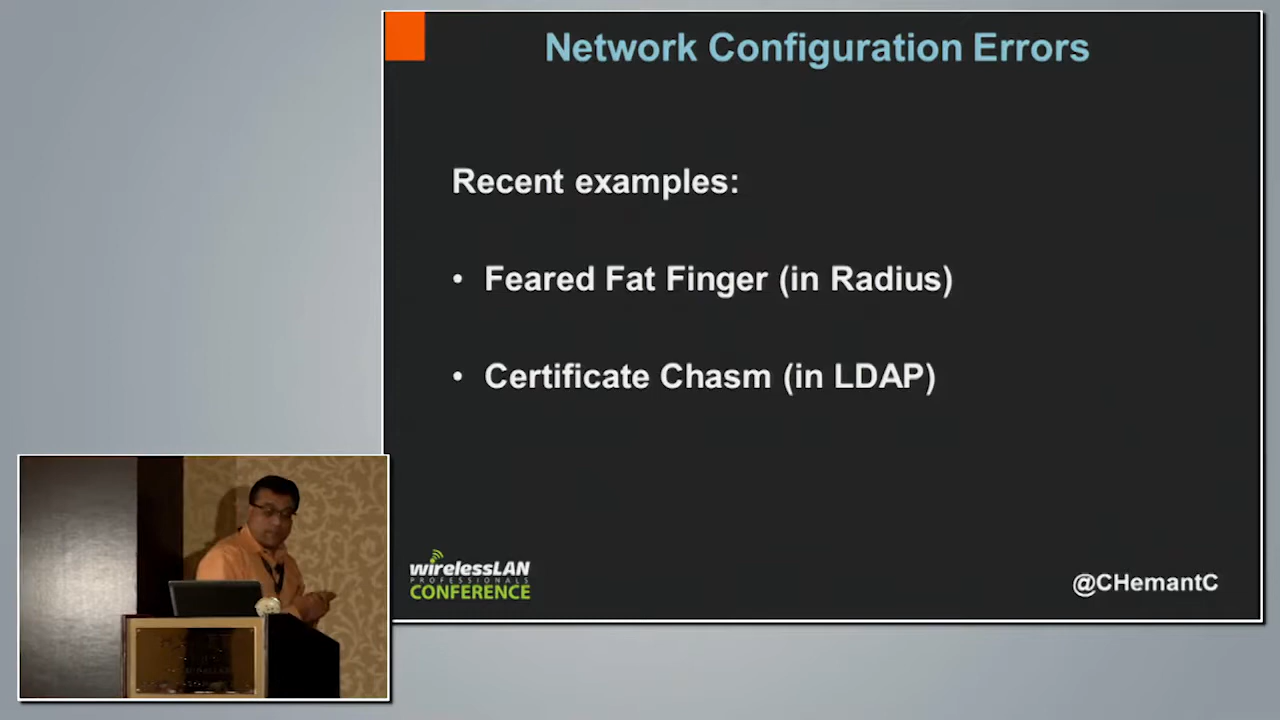 Network Configuration Errors
Recent examples:
• Feared Fat Finger (in Radius)
• Certificate Chasm (in LDAP)
wirelessLAN
PROFESSIONALS
CONFERENCE
@CHemantC